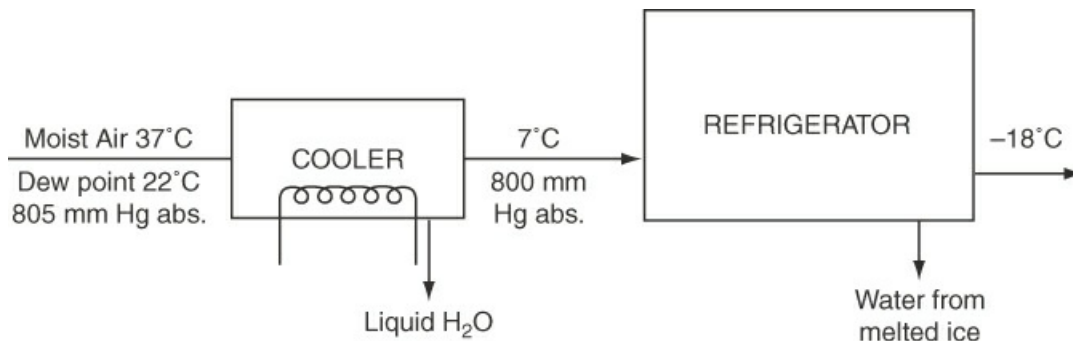 Moist Air 37˚C
Dew point 22˚C
805 mm Hg abs.
COOLER
Liquid H₂O
7˚C
800 mm
Hg abs.
REFRIGERATOR
–18˚C
Water from
melted ice